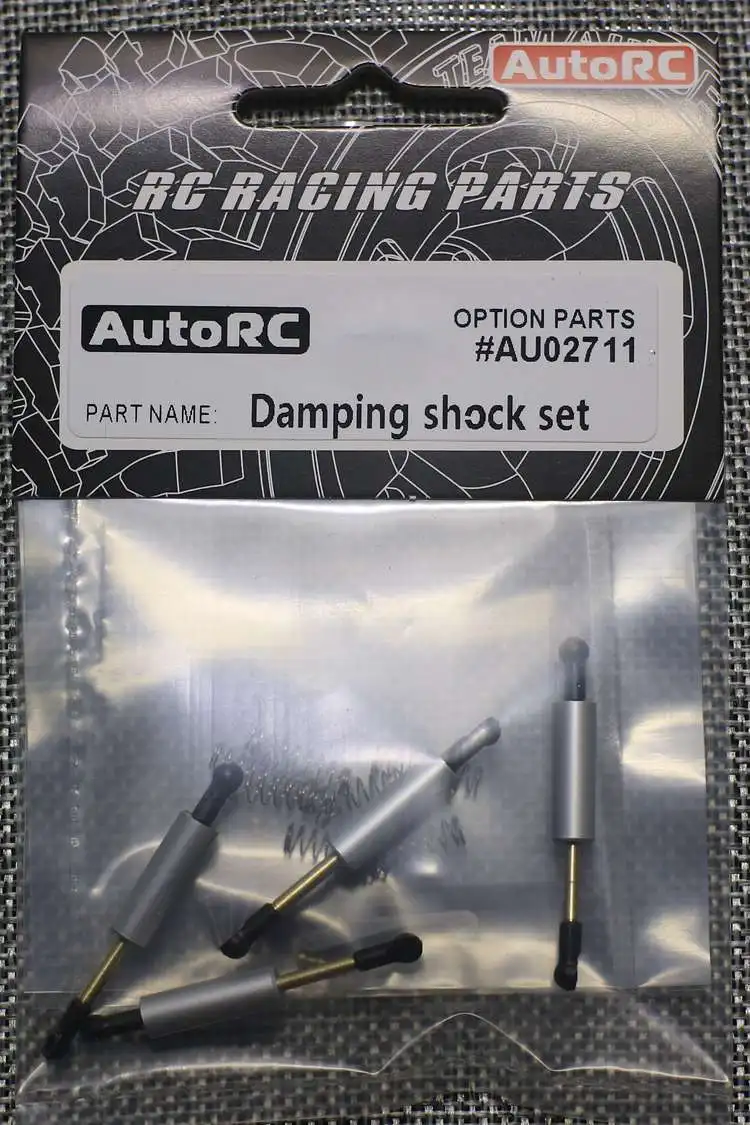 AutoRC
RC RACING PARTS
AutoRC
OPTION PARTS
#AU02711
PART NAME: Damping shock set